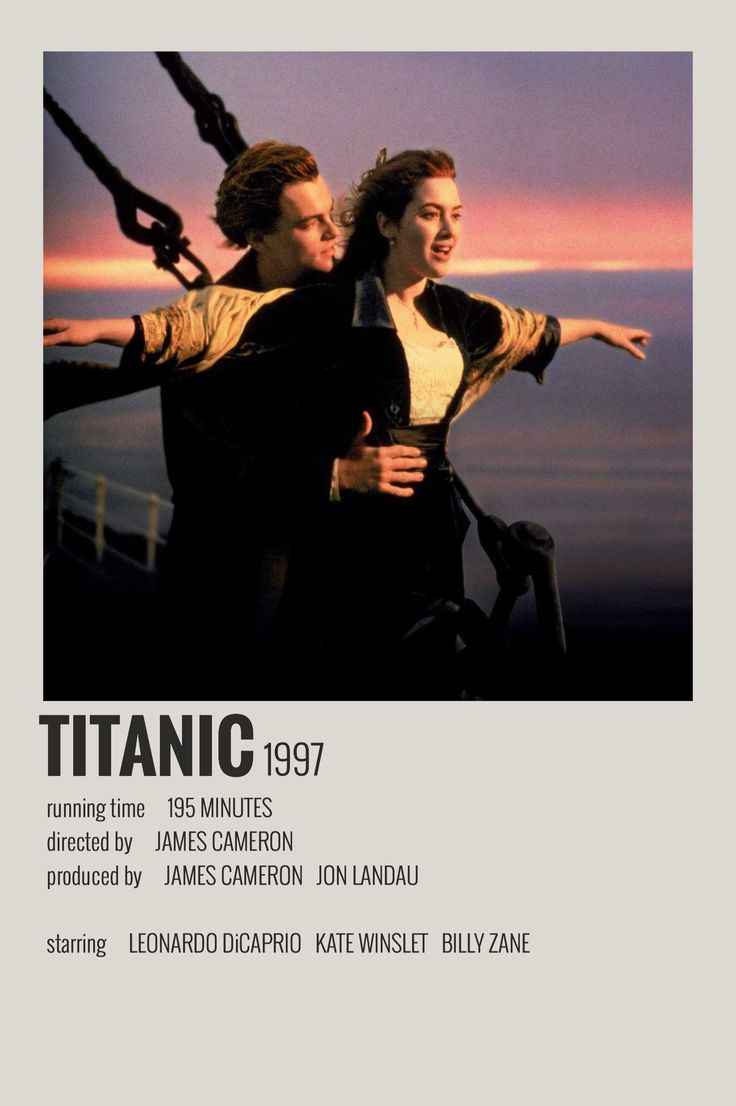 TITANIC 1997
running time 195 MINUTES
directed by JAMES CAMERON
produced by JAMES CAMERON JON LANDAU
starring LEONARDO DiCAPRIO KATE WINSLET BILLY ZANE